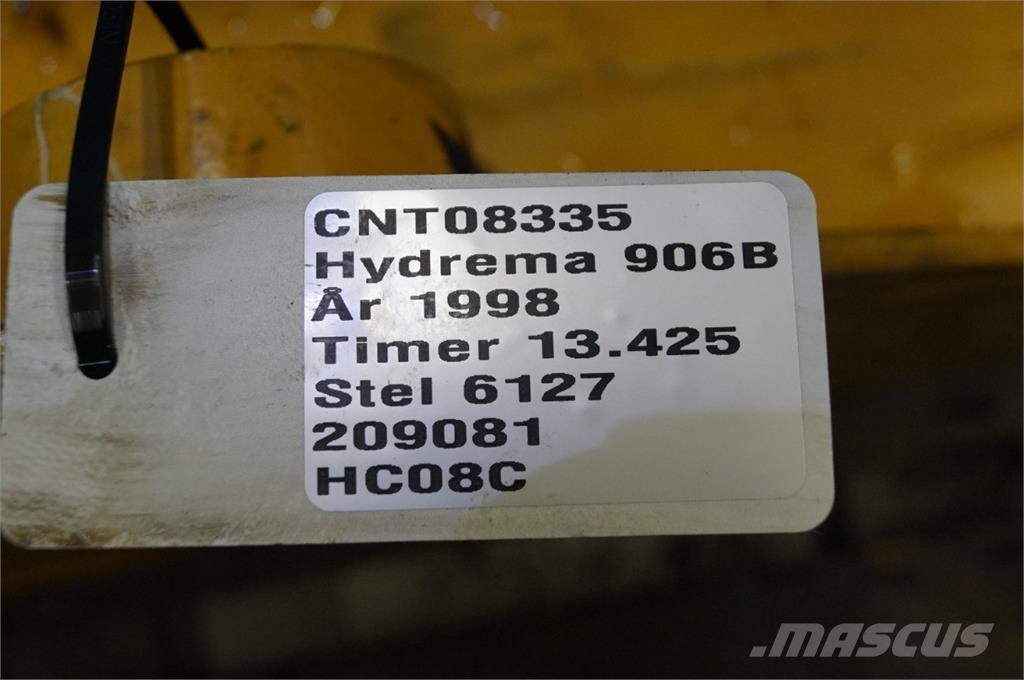 CNT08335
Hydrema 906B
År 1998
Timer 13.425
Stel 6127
209081
HC08C
.MASCUS